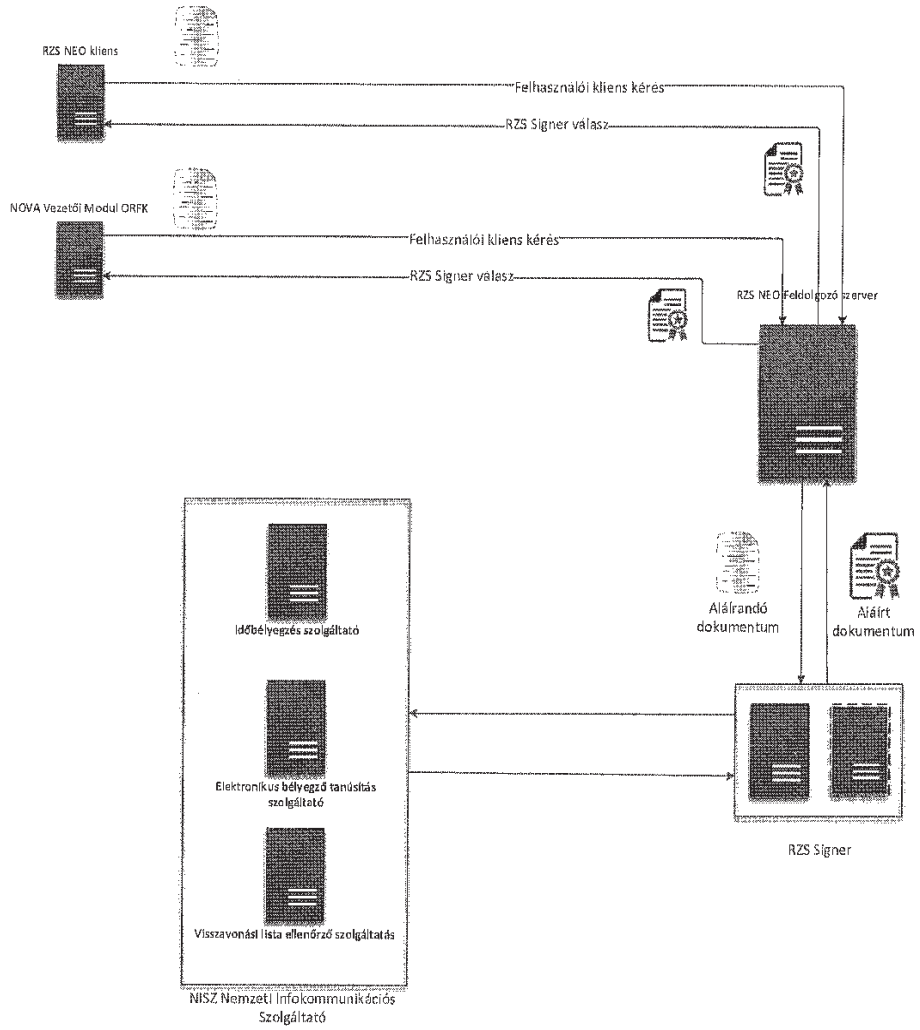 RZS NEO kliens
Felhasználói kliens kérés
RZS Signer válasz
NOVA Vezetői Modul ORFK
Felhasználói kliens kérés
RZS Signer válasz
RZS NEO Feldolgozó szerver
Időbélyegzés szolgáltató
Aláírandó
dokumentum
Aláírt
dokumentum
Elektronikus bélyegző tanúsítás
szolgáltató
RZS Signer
Visszavonási lista ellenőrző szolgáltatás
NISZ Nemzeti Infokommunikációs
Szolgáltató